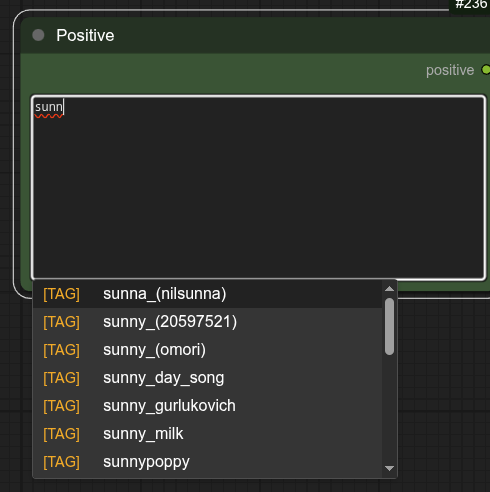 #236
Positive
positive
sunn
[TAG] sunna_(nilsunna)
[TAG] sunny_(20597521)
[TAG] sunny_(omori)
[TAG] sunny_day_song
[TAG] sunny_gurlukovich
[TAG] sunny_milk
[TAG] sunnypoppy